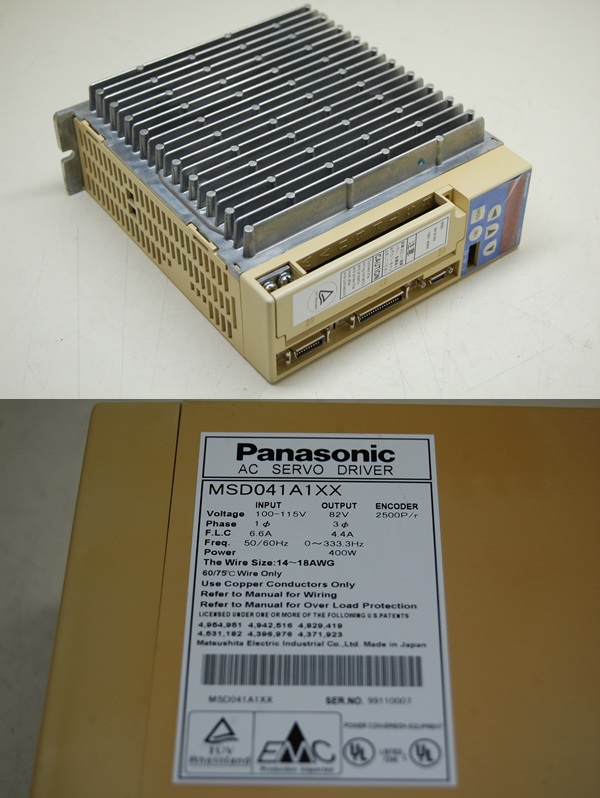 CAUTION
Panasonic
AC SERVO DRIVER
MSD041A1XX
INPUT OUTPUT ENCODER
Voltage 100-115V 82V 2500P/r
Phase 1φ 3φ
F.L.C 6.6A 4.4A
Freq. 50/60Hz 0～333.3Hz
Power 400W
The Wire Size:14~18AWG
60/75℃ Wire Only
Use Copper Conductors Only
Refer to Manual for Wiring
Refer to Manual for Over Load Protection
LICENSED UNDER ONE OR MORE OF THE FOLLOWING U.S.PATENTS
4,954,951 4,942,516 4,829,419
4,531,182 4,396,976 4,371,923
Matsushita Electric Industrial Co.,Ltd. Made in Japan
MSD041A1XX SER.NO. 99110007
POWER CONVERSION EQUIPMENT
TÜV
Rheinland
EMC
UL LISTED UL